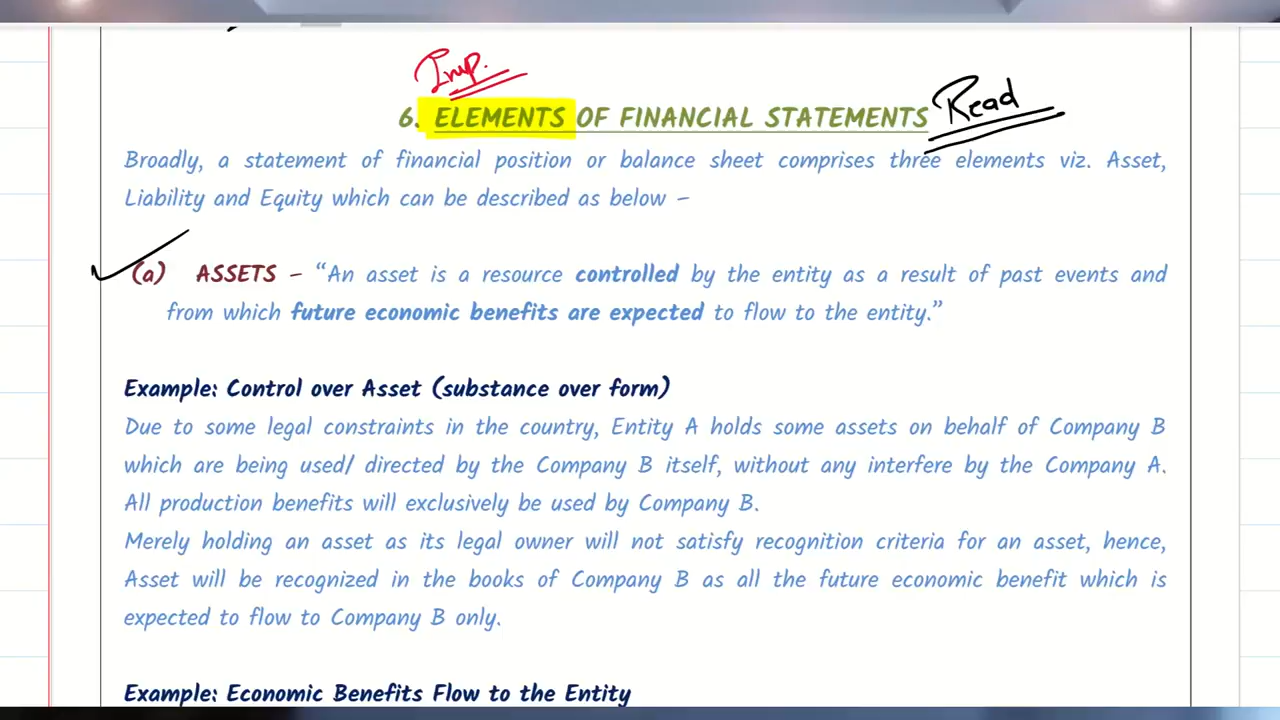 Imp.
6. ELEMENTS OF FINANCIAL STATEMENTS Read
Broadly, a statement of financial position or balance sheet comprises three elements viz. Asset,
Liability and Equity which can be described as below –
(a) ASSETS – “An asset is a resource controlled by the entity as a result of past events and
from which future economic benefits are expected to flow to the entity.”
Example: Control over Asset (substance over form)
Due to some legal constraints in the country, Entity A holds some assets on behalf of Company B
which are being used/ directed by the Company B itself, without any interfere by the Company A.
All production benefits will exclusively be used by Company B.
Merely holding an asset as its legal owner will not satisfy recognition criteria for an asset, hence,
Asset will be recognized in the books of Company B as all the future economic benefit which is
expected to flow to Company B only.
Example: Economic Benefits Flow to the Entity